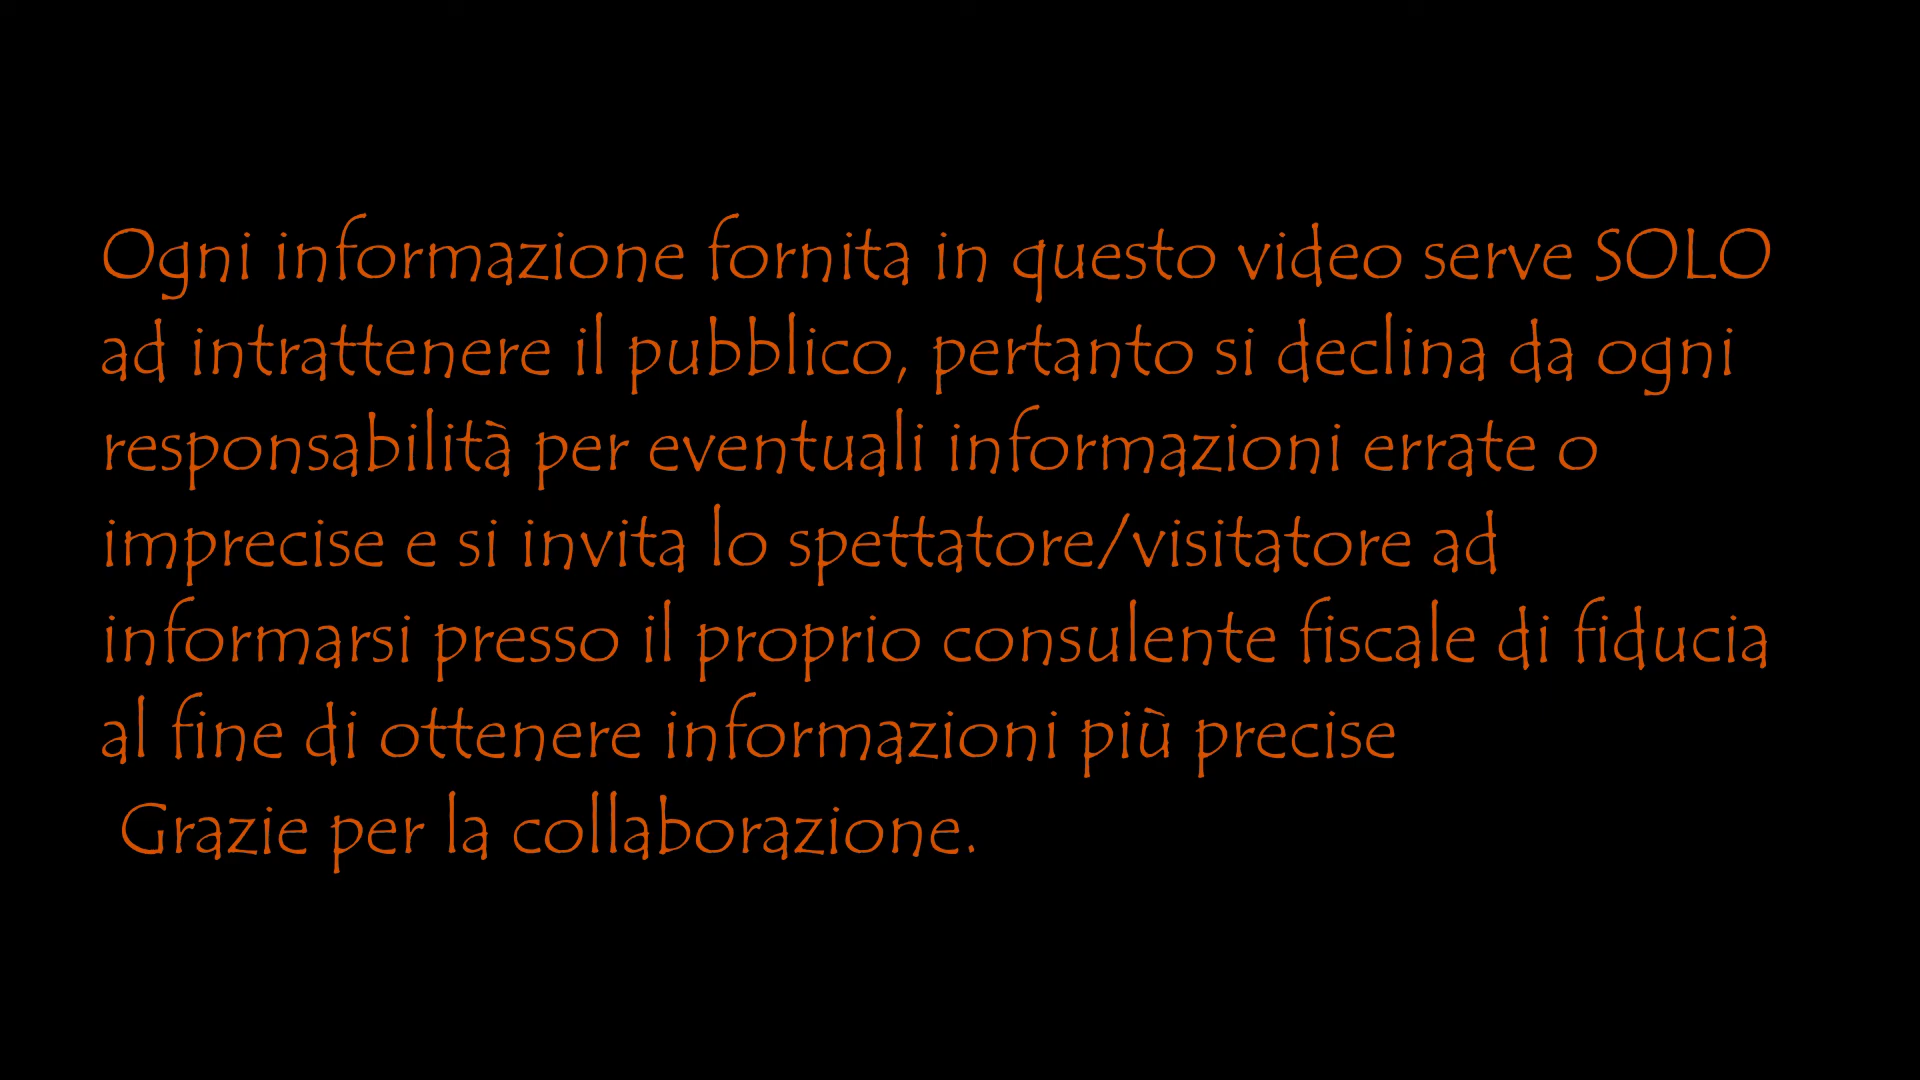 Ogni informazione fornita in questo video serve SOLO
ad intrattenere il pubblico, pertanto si declina da ogni
responsabilità per eventuali informazioni errate o
imprecise e si invita lo spettatore/visitatore ad
informarsi presso il proprio consulente fiscale di fiducia
al fine di ottenere informazioni più precise
Grazie per la collaborazione.